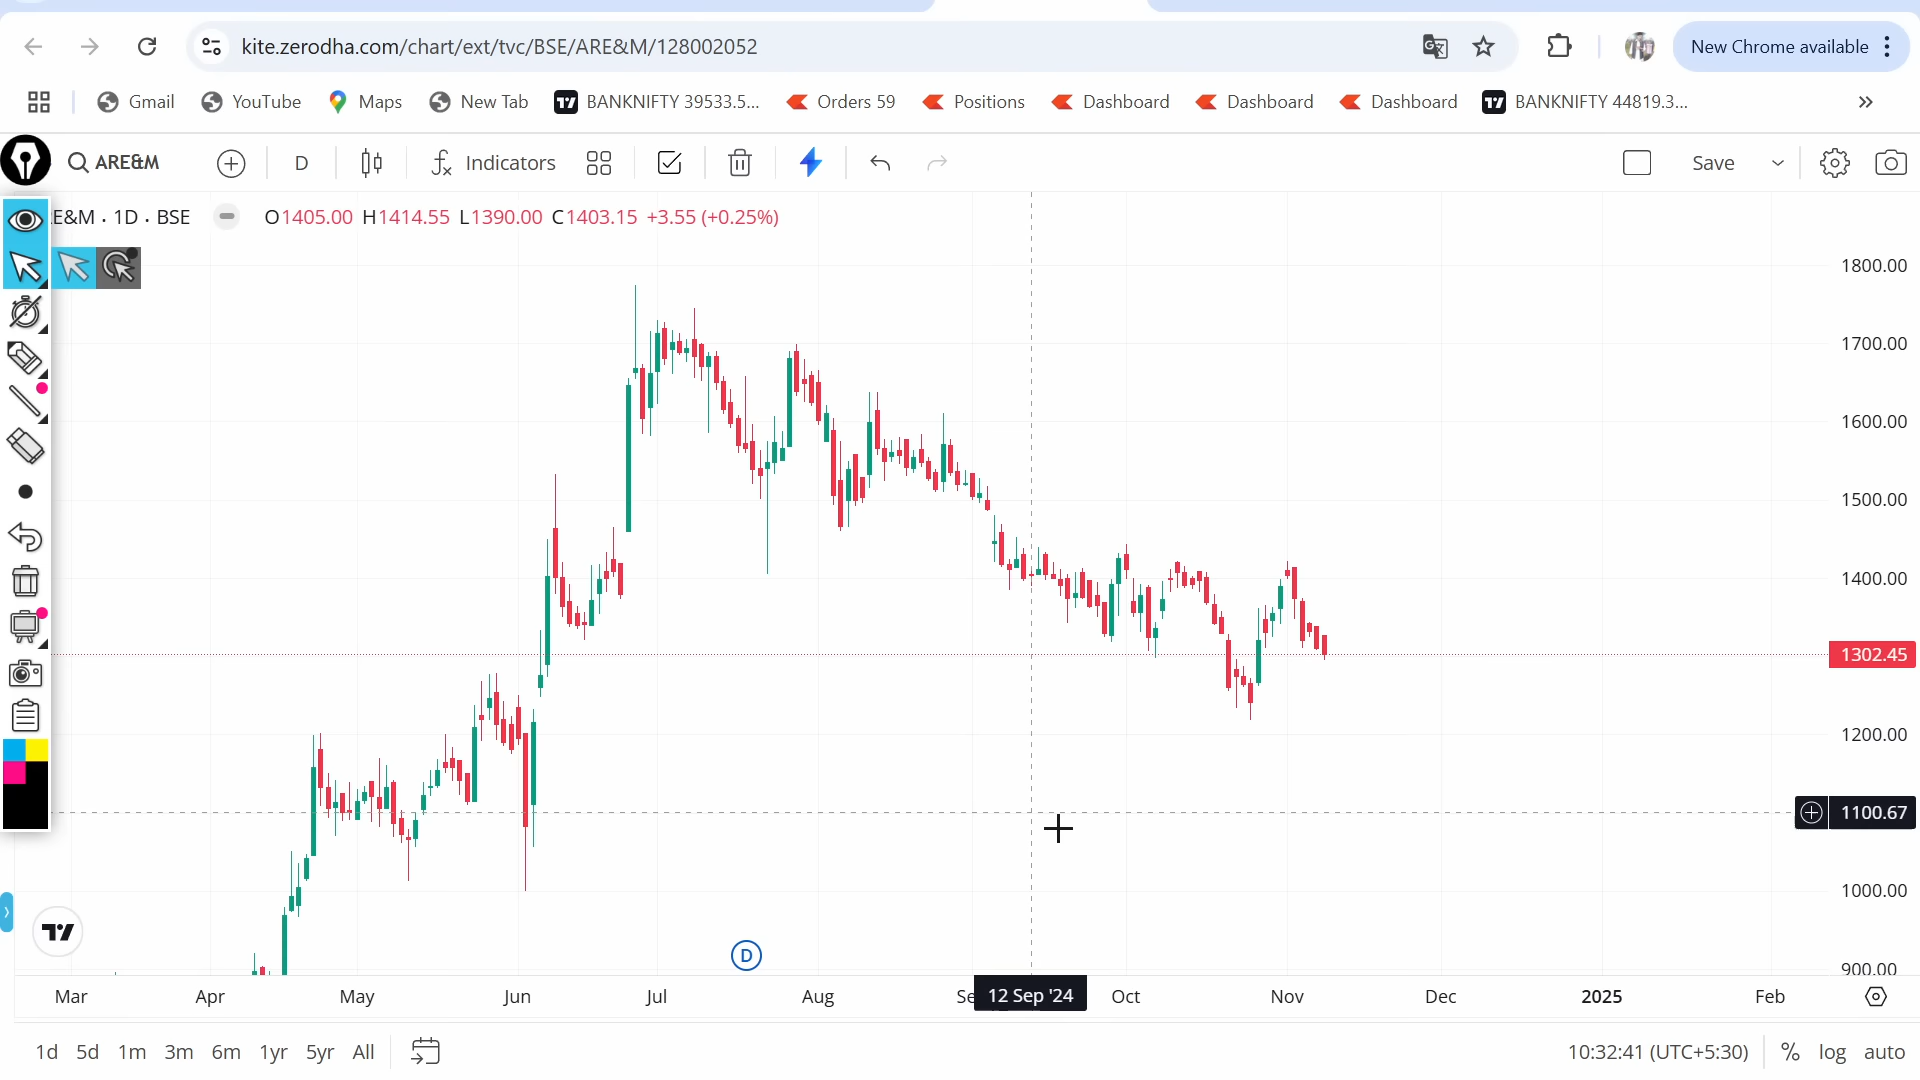 kite.zerodha.com/chart/ext/tvc/BSE/ARE&M/128002052
New Chrome available
Gmail YouTube Maps New Tab BANKNIFTY 39533.5... Orders 59 Positions Dashboard Dashboard Dashboard BANKNIFTY 44819.3... »
ARE&M D Indicators Save
RE&M · 1D · BSE O1405.00 H1414.55 L1390.00 C1403.15 +3.55 (+0.25%)
1800.00
1700.00
1600.00
1500.00
1400.00
1302.45
1200.00
1100.67
1000.00
900.00
D
Mar Apr May Jun Jul Aug Se 12 Sep '24 Oct Nov Dec 2025 Feb
1d 5d 1m 3m 6m 1yr 5yr All 10:32:41 (UTC+5:30) % log auto